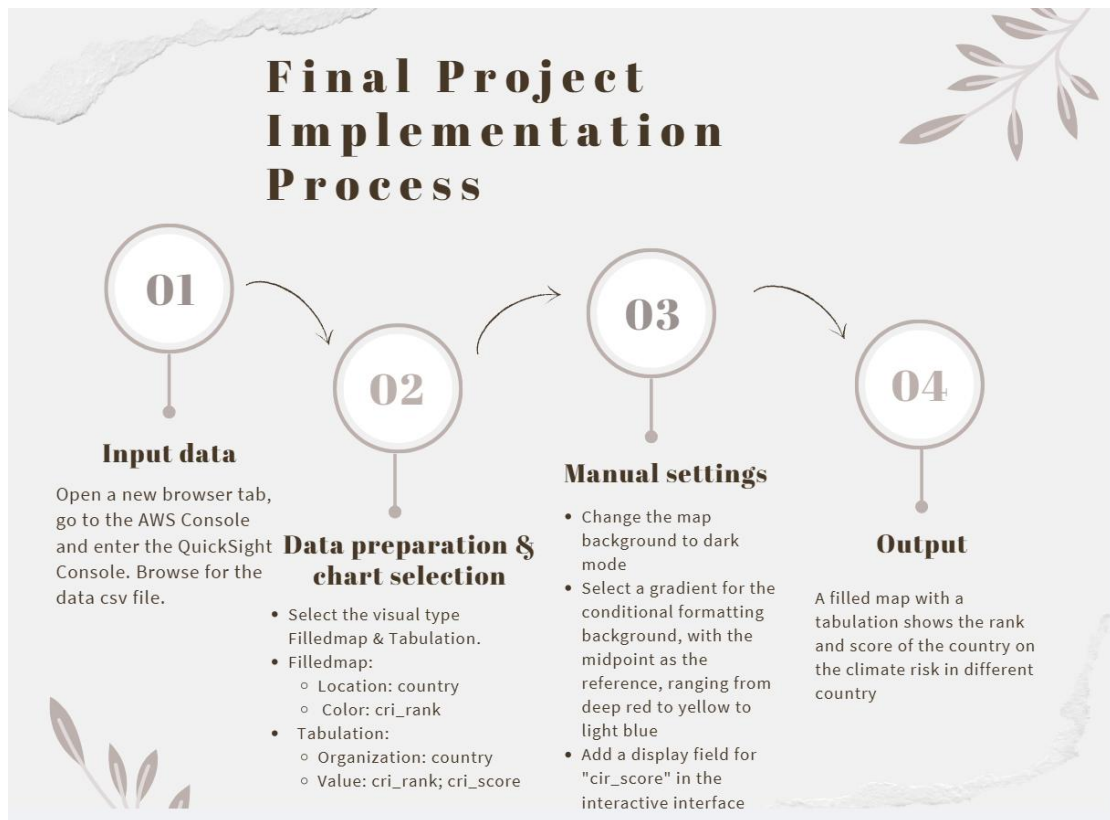 Final Project
Implementation
Process
01
Input data
Open a new browser tab,
go to the AWS Console
and enter the QuickSight
Console. Browse for the
data csv file.
02
Data preparation &
chart selection
• Select the visual type
Filledmap & Tabulation.
• Filledmap:
◦ Location: country
◦ Color: cri_rank
• Tabulation:
◦ Organization: country
◦ Value: cri_rank; cri_score
03
Manual settings
• Change the map
background to dark
mode
• Select a gradient for the
conditional formatting
background, with the
midpoint as the
reference, ranging from
deep red to yellow to
light blue
• Add a display field for
"cir_score" in the
interactive interface
04
Output
A filled map with a
tabulation shows the rank
and score of the country on
the climate risk in different
country